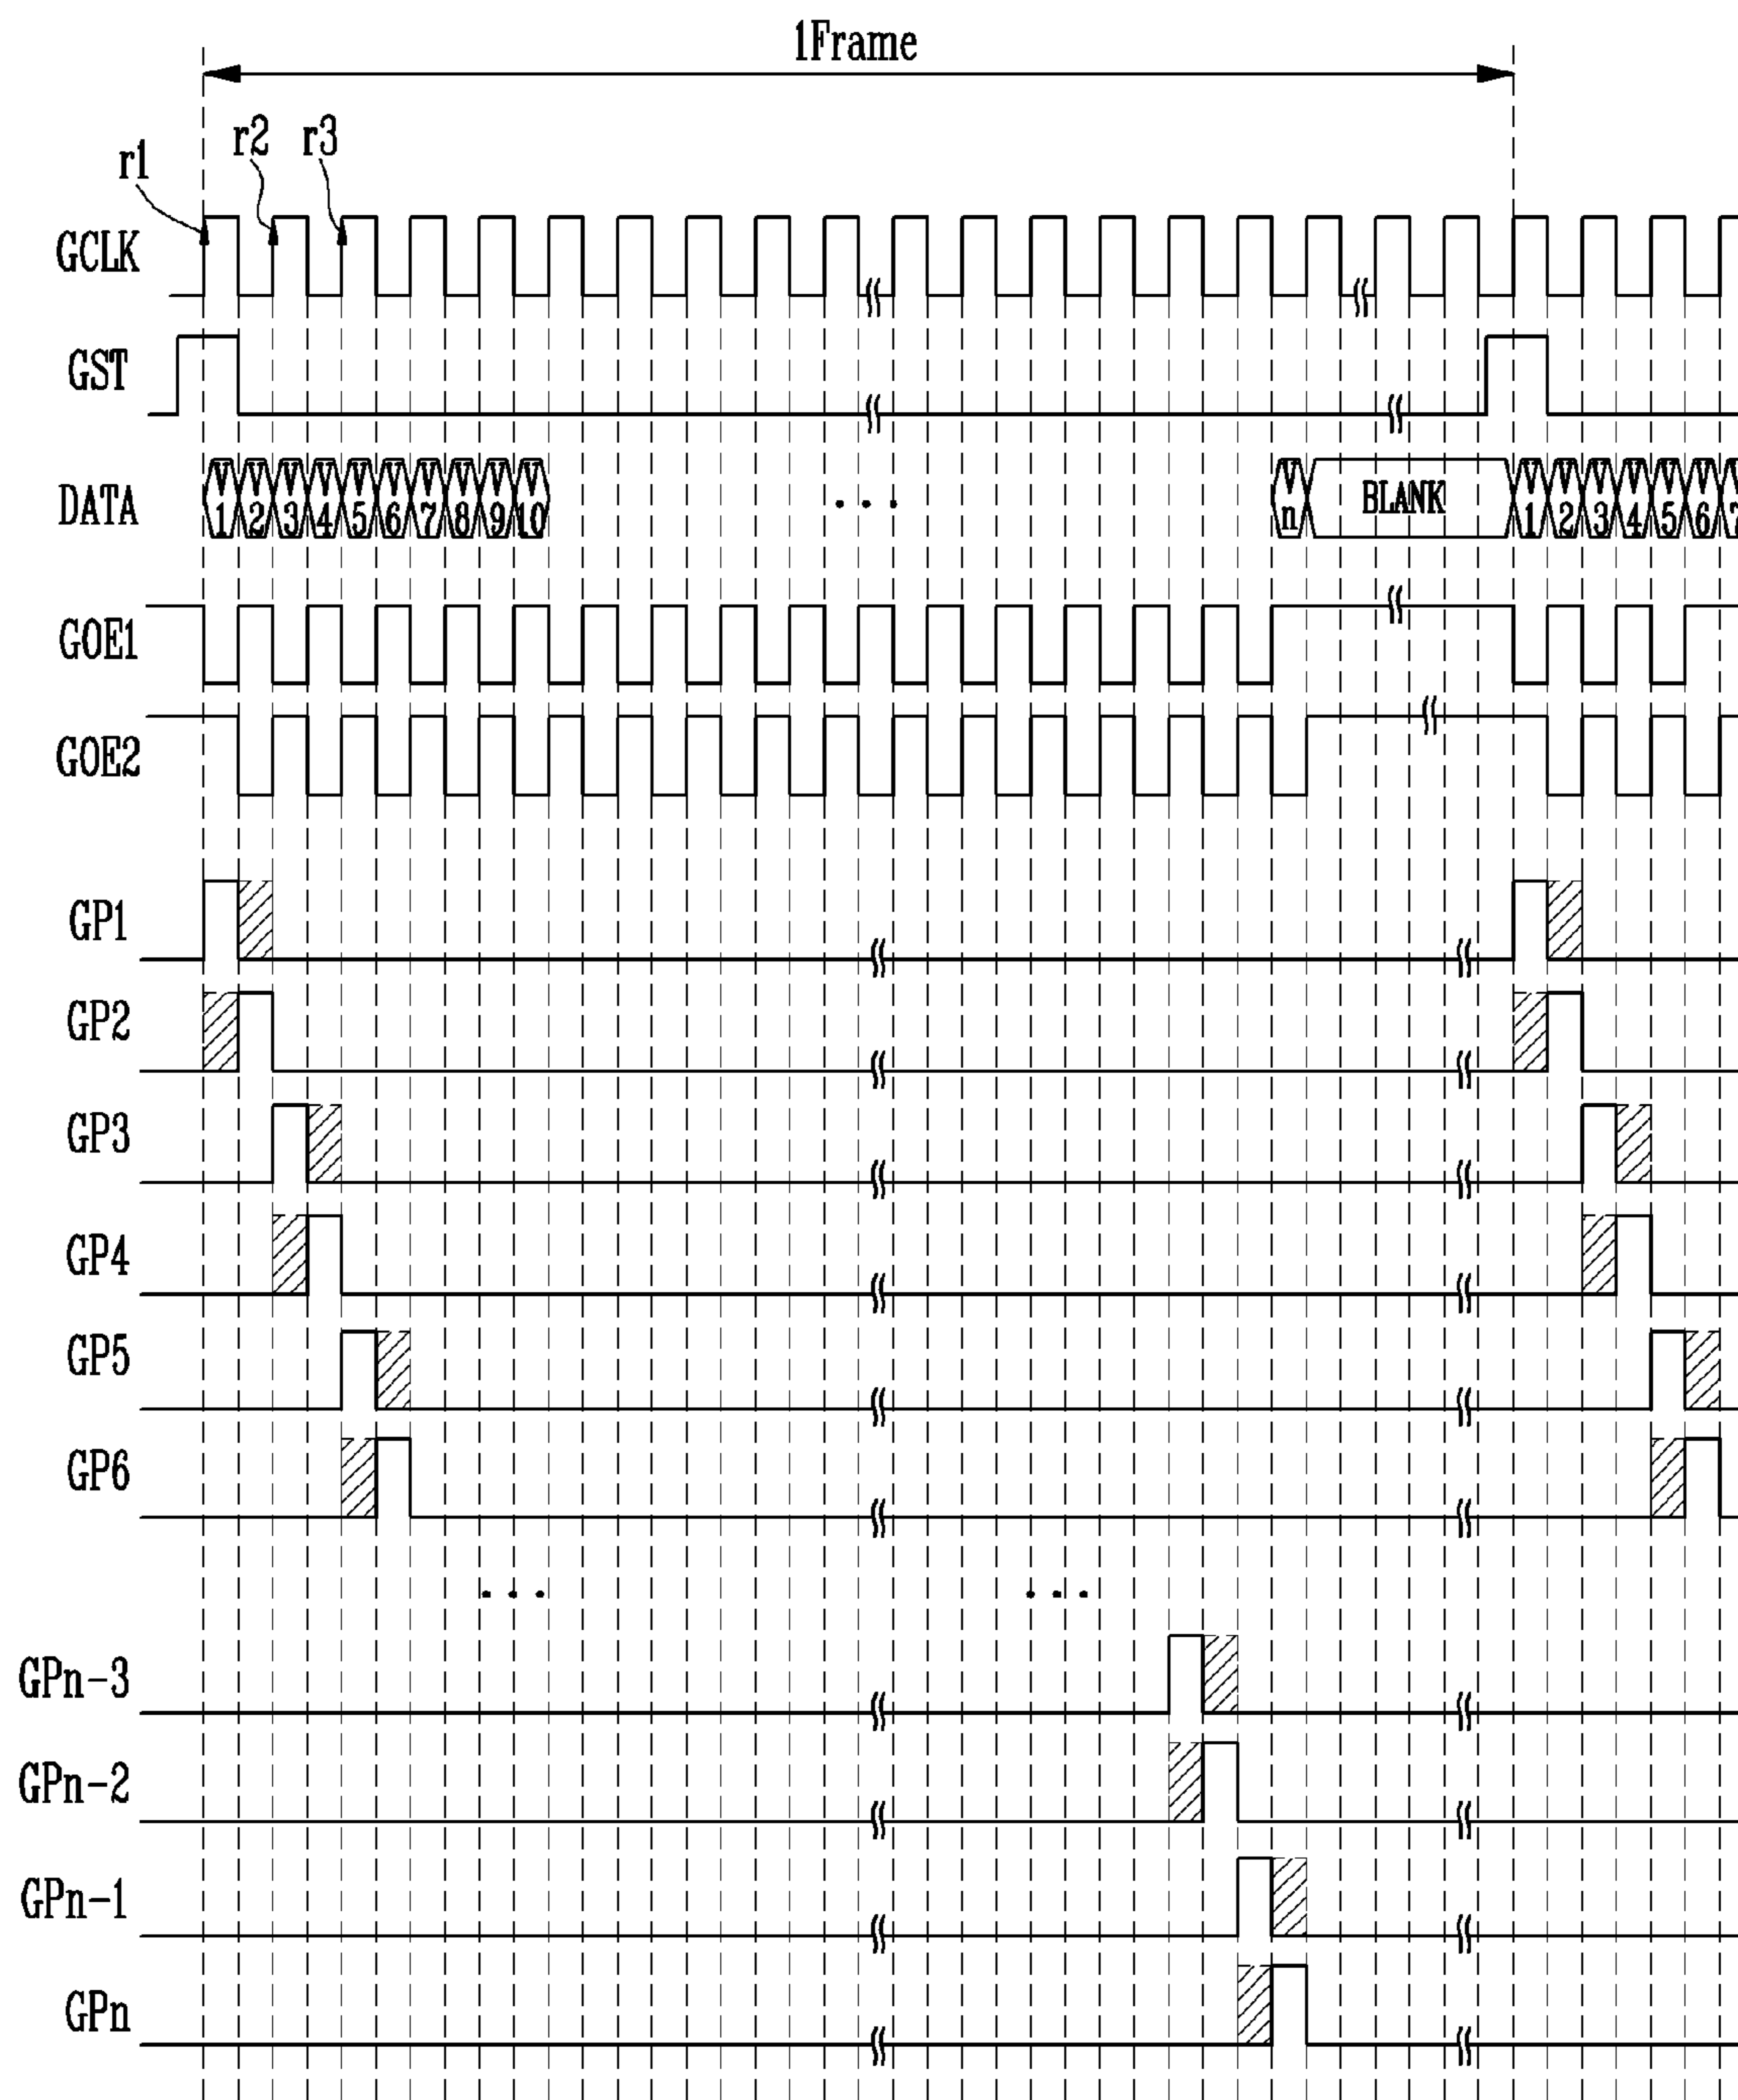 1Frame
r1 r2 r3
GCLK
GST
DATA V1 V2 V3 V4 V5 V6 V7 V8 V9 V10 ... Vn BLANK V1 V2 V3 V4 V5 V6 V7
GOE1
GOE2
GP1
GP2
GP3
GP4
GP5
GP6
... ...
GPn-3
GPn-2
GPn-1
GPn